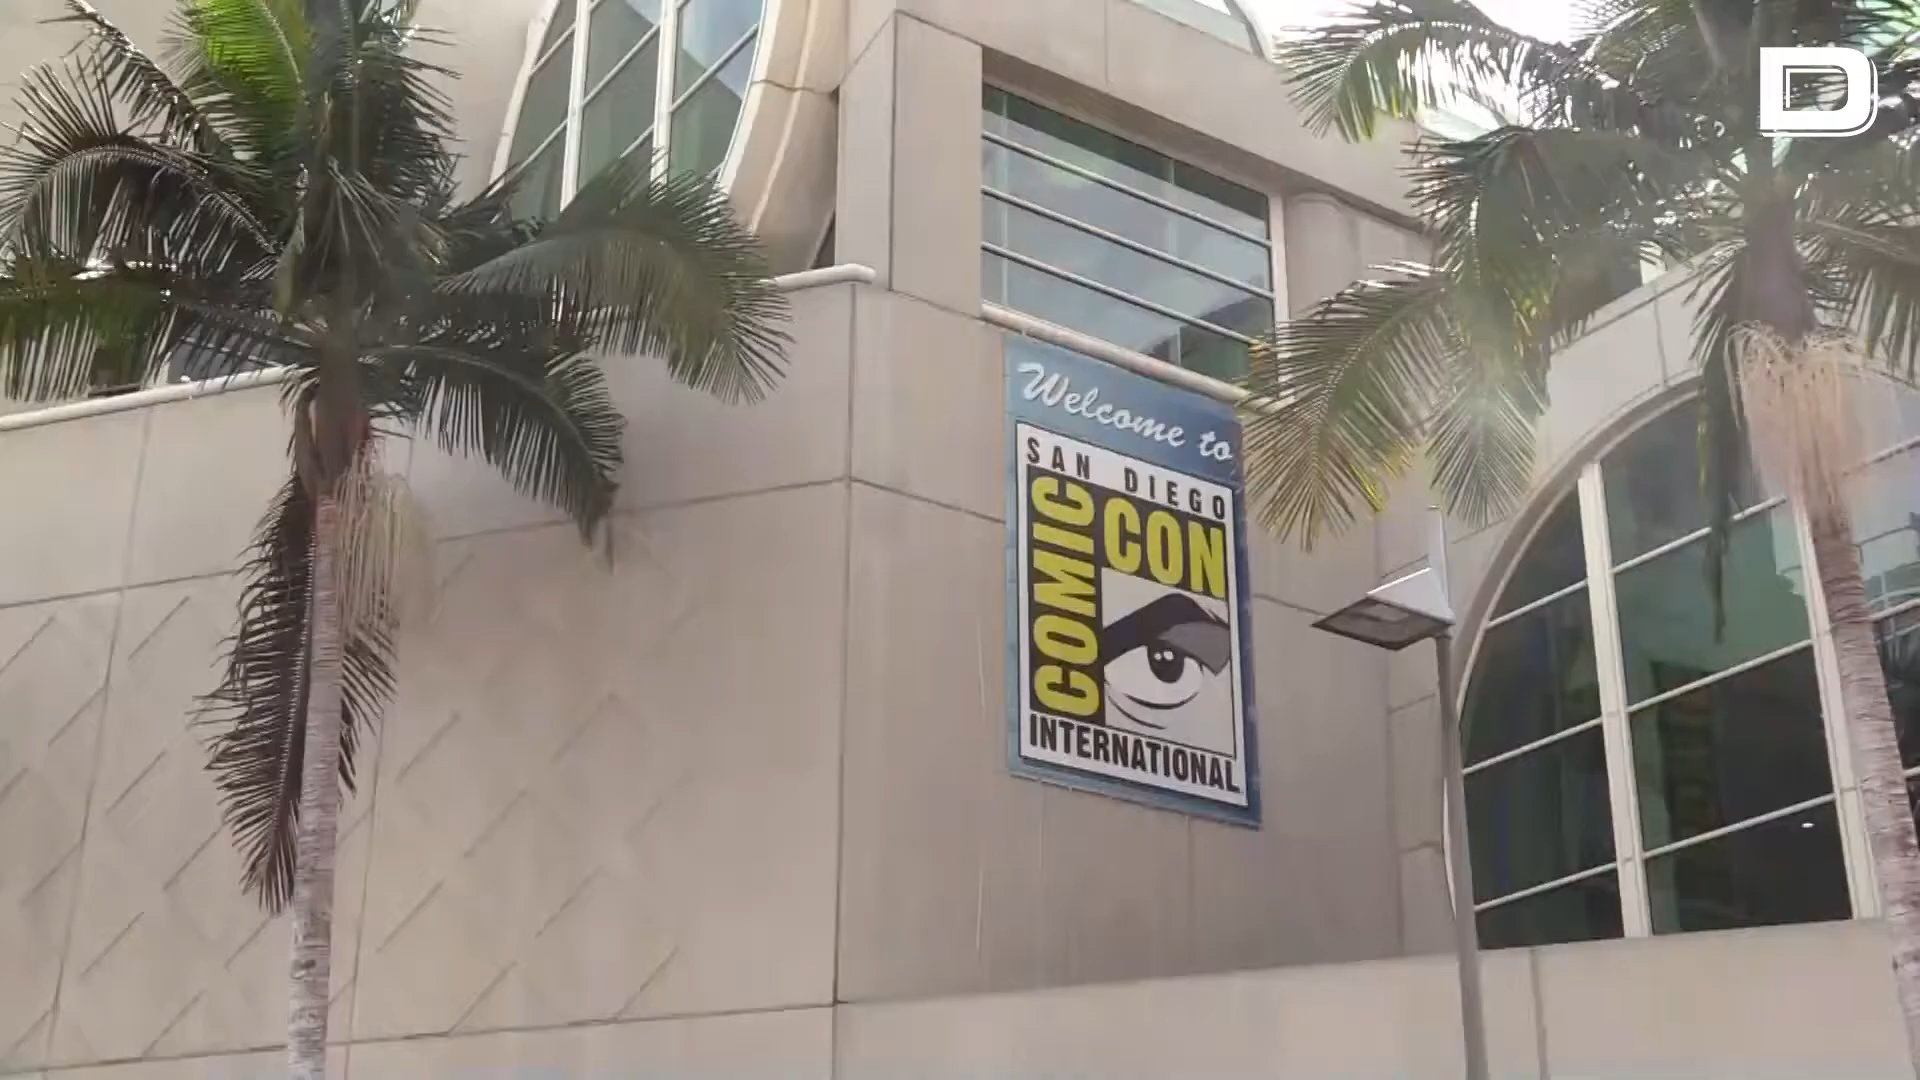 Welcome to
SAN DIEGO
COMIC
CON
INTERNATIONAL
D